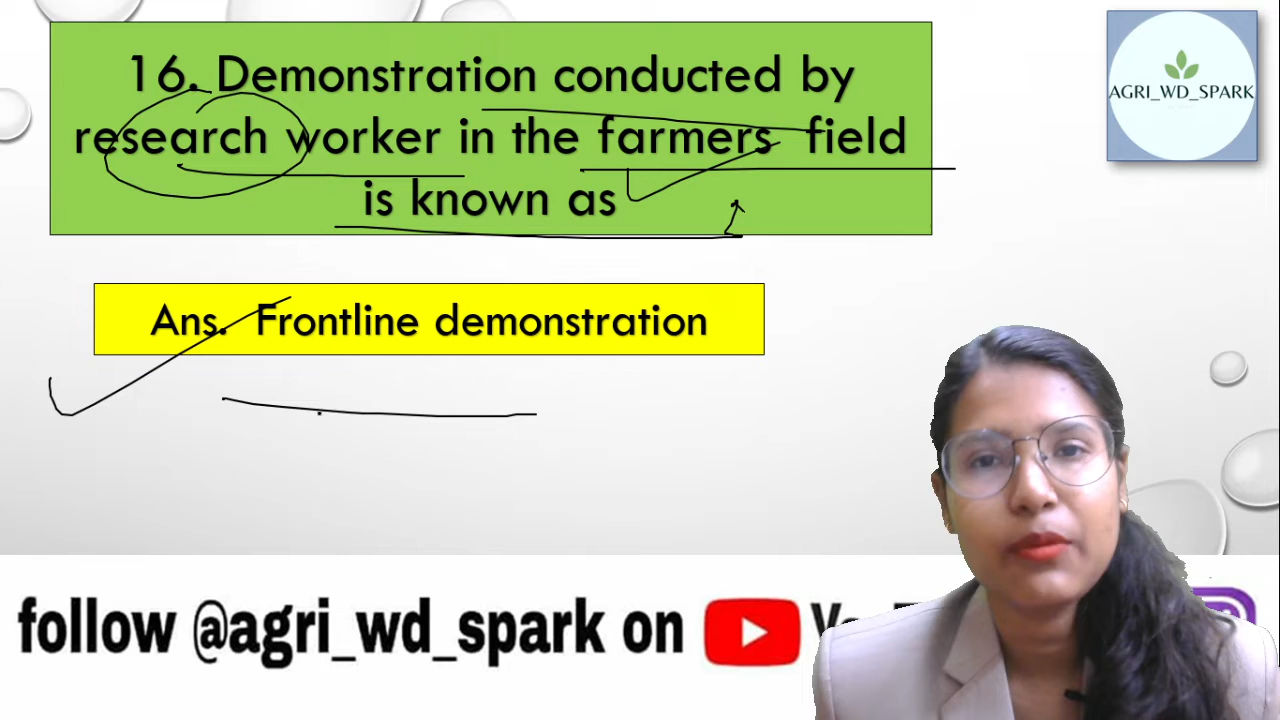 16. Demonstration conducted by
research worker in the farmers field
is known as
AGRI_WD_SPARK
Ans. Frontline demonstration
follow @agri_wd_spark on